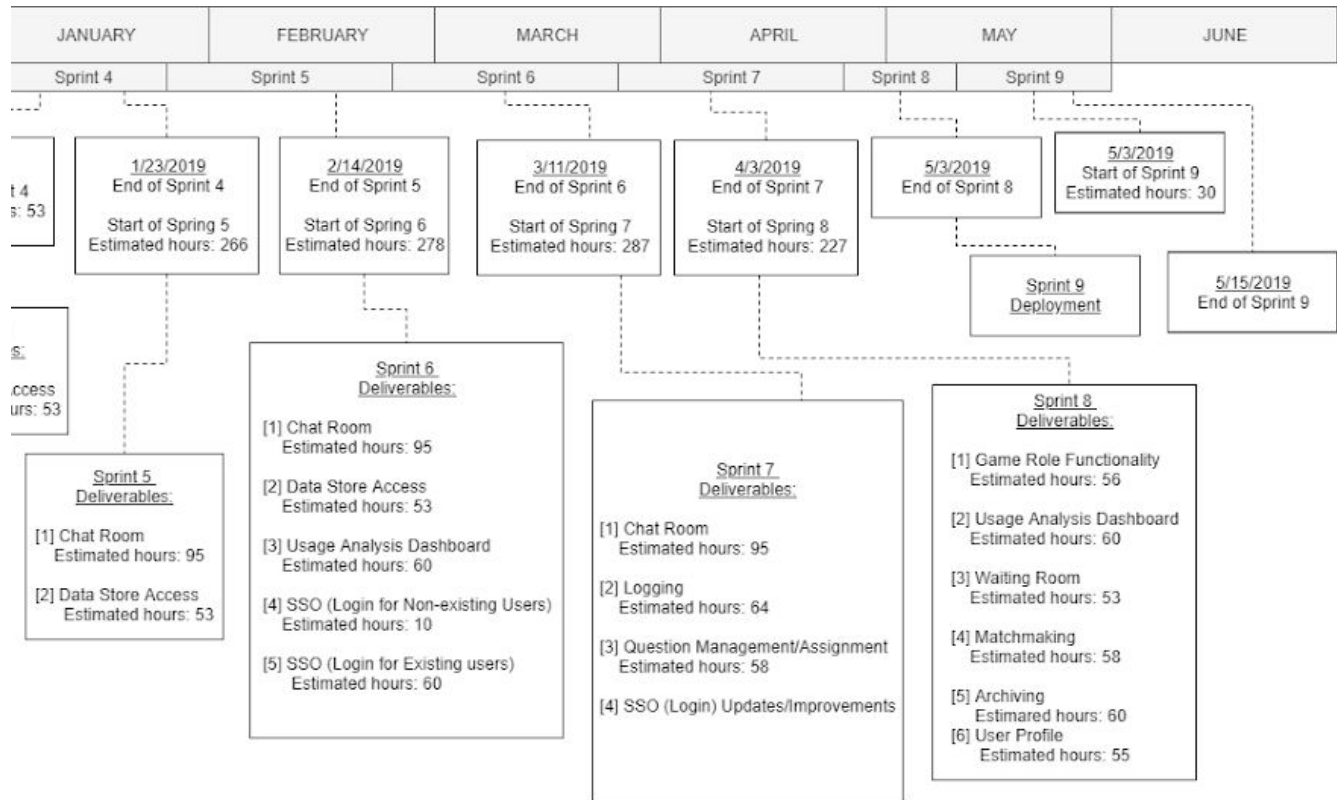 JANUARY
FEBRUARY
MARCH
APRIL
MAY
JUNE
Sprint 4
Sprint 5
Sprint 6
Sprint 7
Sprint 8
Sprint 9
t 4
s: 53
1/23/2019
End of Sprint 4
Start of Spring 5
Estimated hours: 266
2/14/2019
End of Sprint 5
Start of Spring 6
Estimated hours: 278
3/11/2019
End of Sprint 6
Start of Spring 7
Estimated hours: 287
4/3/2019
End of Sprint 7
Start of Spring 8
Estimated hours: 227
5/3/2019
End of Sprint 8
5/3/2019
Start of Sprint 9
Estimated hours: 30
Sprint 9
Deployment
5/15/2019
End of Sprint 9
s:
ccess
urs: 53
Sprint 5
Deliverables:
[1] Chat Room
Estimated hours: 95
[2] Data Store Access
Estimated hours: 53
Sprint 6
Deliverables:
[1] Chat Room
Estimated hours: 95
[2] Data Store Access
Estimated hours: 53
[3] Usage Analysis Dashboard
Estimated hours: 60
[4] SSO (Login for Non-existing Users)
Estimated hours: 10
[5] SSO (Login for Existing users)
Estimated hours: 60
Sprint 7
Deliverables:
[1] Chat Room
Estimated hours: 95
[2] Logging
Estimated hours: 64
[3] Question Management/Assignment
Estimated hours: 58
[4] SSO (Login) Updates/Improvements
Sprint 8
Deliverables:
[1] Game Role Functionality
Estimated hours: 56
[2] Usage Analysis Dashboard
Estimated hours: 60
[3] Waiting Room
Estimated hours: 53
[4] Matchmaking
Estimated hours: 58
[5] Archiving
Estimared hours: 60
[6] User Profile
Estimated hours: 55